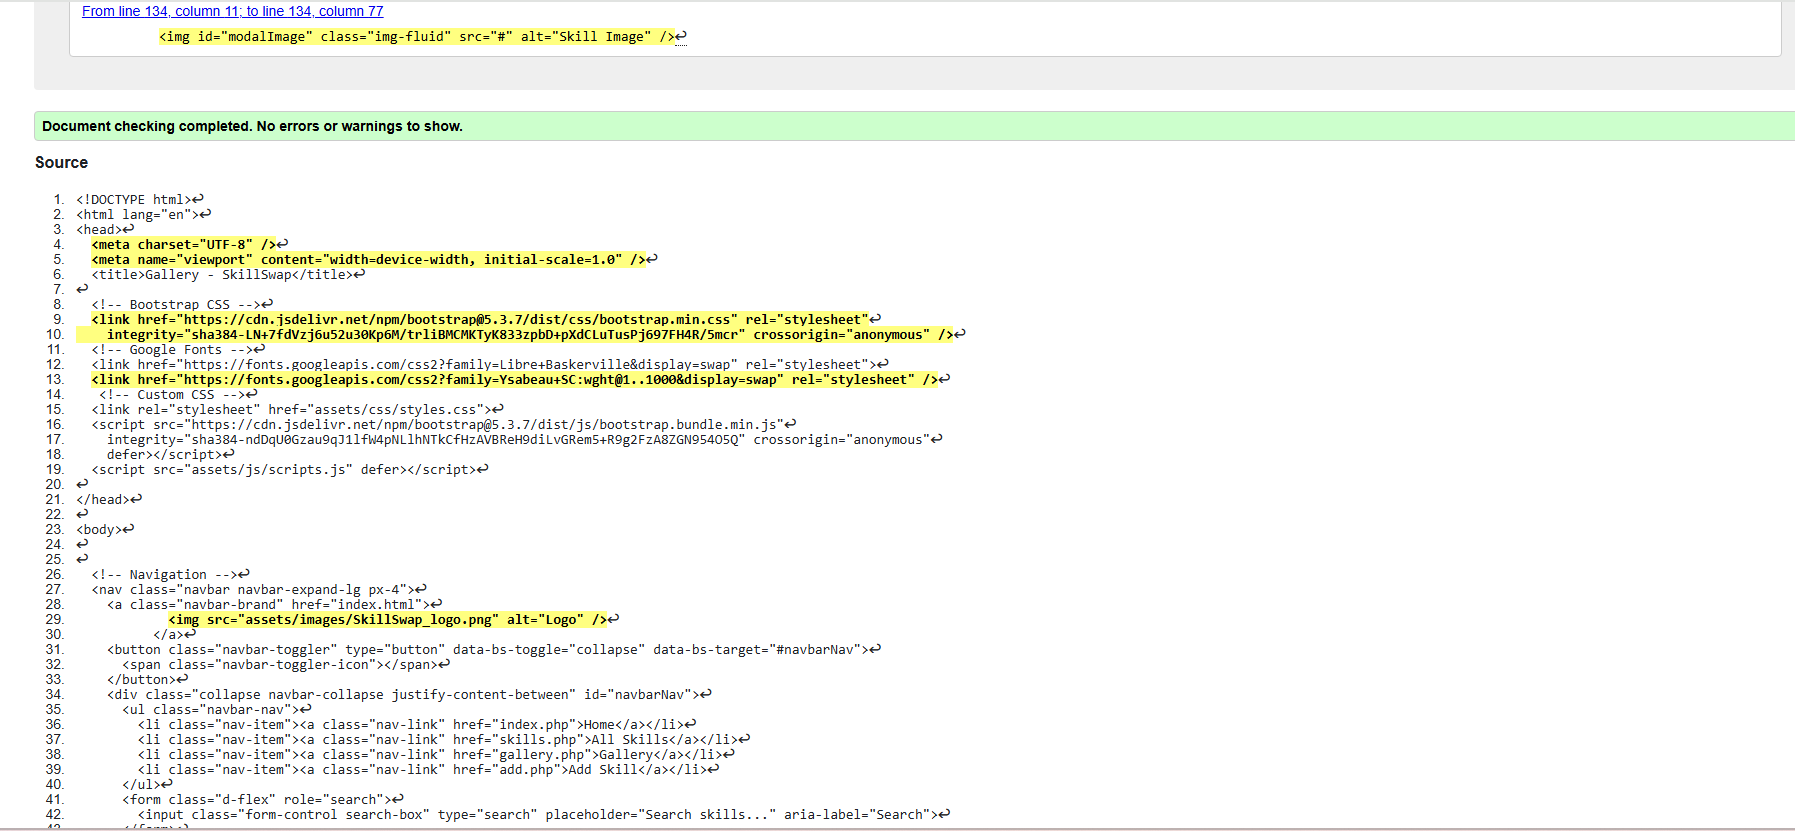 From line 134, column 11; to line 134, column 77
<img id="modalImage" class="img-fluid" src="#" alt="Skill Image" />↩
Document checking completed. No errors or warnings to show.
Source
1. <!DOCTYPE html>↩
2. <html lang="en">↩
3. <head>↩
4. <meta charset="UTF-8" />↩
5. <meta name="viewport" content="width=device-width, initial-scale=1.0" />↩
6. <title>Gallery - SkillSwap</title>↩
7. ↩
8. <!-- Bootstrap CSS -->↩
9. <link href="https://cdn.jsdelivr.net/npm/bootstrap@5.3.7/dist/css/bootstrap.min.css" rel="stylesheet"↩
10. integrity="sha384-LN+7fdVzj6u52u30Kp6M/trliBMCMKTyK833zpbD+pXdCLuTusPj697FH4R/5mcr" crossorigin="anonymous" />↩
11. <!-- Google Fonts -->↩
12. <link href="https://fonts.googleapis.com/css2?family=Libre+Baskerville&display=swap" rel="stylesheet">↩
13. <link href="https://fonts.googleapis.com/css2?family=Ysabeau+SC:wght@1..1000&display=swap" rel="stylesheet" />↩
14. <!-- Custom CSS -->↩
15. <link rel="stylesheet" href="assets/css/styles.css">↩
16. <script src="https://cdn.jsdelivr.net/npm/bootstrap@5.3.7/dist/js/bootstrap.bundle.min.js"↩
17. integrity="sha384-ndDqU0Gzau9qJ1lfW4pNLlhNTkCfHzAVBReH9diLvGRem5+R9g2FzA8ZGN954O5Q" crossorigin="anonymous"↩
18. defer></script>↩
19. <script src="assets/js/scripts.js" defer></script>↩
20. ↩
21. </head>↩
22. ↩
23. <body>↩
24. ↩
25. ↩
26. <!-- Navigation -->↩
27. <nav class="navbar navbar-expand-lg px-4">↩
28. <a class="navbar-brand" href="index.html">↩
29. <img src="assets/images/SkillSwap_logo.png" alt="Logo" />↩
30. </a>↩
31. <button class="navbar-toggler" type="button" data-bs-toggle="collapse" data-bs-target="#navbarNav">↩
32. <span class="navbar-toggler-icon"></span>↩
33. </button>↩
34. <div class="collapse navbar-collapse justify-content-between" id="navbarNav">↩
35. <ul class="navbar-nav">↩
36. <li class="nav-item"><a class="nav-link" href="index.php">Home</a></li>↩
37. <li class="nav-item"><a class="nav-link" href="skills.php">All Skills</a></li>↩
38. <li class="nav-item"><a class="nav-link" href="gallery.php">Gallery</a></li>↩
39. <li class="nav-item"><a class="nav-link" href="add.php">Add Skill</a></li>↩
40. </ul>↩
41. <form class="d-flex" role="search">↩
42. <input class="form-control search-box" type="search" placeholder="Search skills..." aria-label="Search">↩